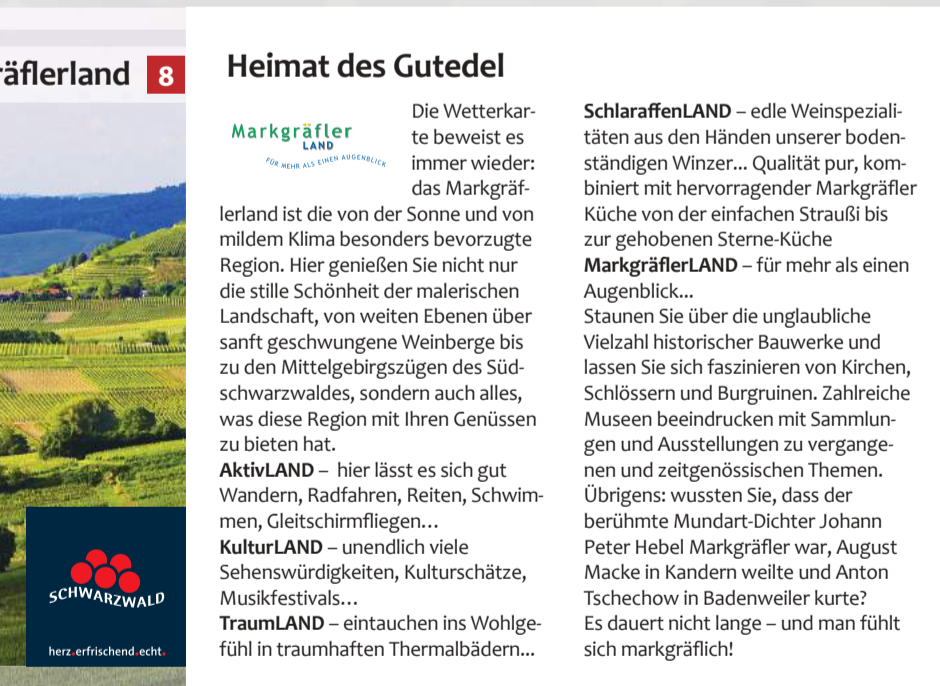 räflerland 8
SCHWARZWALD
herz.erfrischend.echt.
Heimat des Gutedel
Markgräfler
LAND
FÜR MEHR ALS EINEN AUGENBLICK
Die Wetterkar-
te beweist es
immer wieder:
das Markgräf-
lerland ist die von der Sonne und von
mildem Klima besonders bevorzugte
Region. Hier genießen Sie nicht nur
die stille Schönheit der malerischen
Landschaft, von weiten Ebenen über
sanft geschwungene Weinberge bis
zu den Mittelgebirgszügen des Süd-
schwarzwaldes, sondern auch alles,
was diese Region mit Ihren Genüssen
zu bieten hat.
AktivLAND – hier lässt es sich gut
Wandern, Radfahren, Reiten, Schwim-
men, Gleitschirmfliegen...
KulturLAND – unendlich viele
Sehenswürdigkeiten, Kulturschätze,
Musikfestivals...
TraumLAND – eintauchen ins Wohlge-
fühl in traumhaften Thermalbädern...
SchlaraffenLAND – edle Weinspeziali-
täten aus den Händen unserer boden-
ständigen Winzer... Qualität pur, kom-
biniert mit hervorragender Markgräfler
Küche von der einfachen Straußi bis
zur gehobenen Sterne-Küche
MarkgräflerLAND – für mehr als einen
Augenblick...
Staunen Sie über die unglaubliche
Vielzahl historischer Bauwerke und
lassen Sie sich faszinieren von Kirchen,
Schlössern und Burgruinen. Zahlreiche
Museen beeindrucken mit Sammlun-
gen und Ausstellungen zu vergange-
nen und zeitgenössischen Themen.
Übrigens: wussten Sie, dass der
berühmte Mundart-Dichter Johann
Peter Hebel Markgräfler war, August
Macke in Kandern weilte und Anton
Tschechow in Badenweiler kurte?
Es dauert nicht lange – und man fühlt
sich markgräflich!